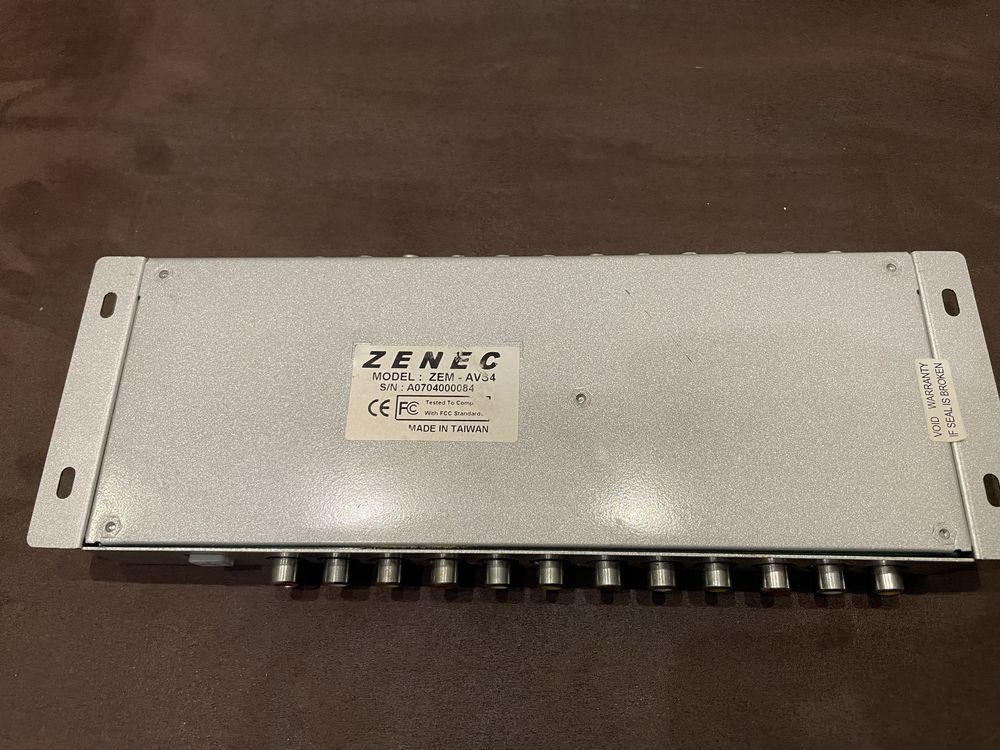 ZENEC
MODEL : ZEM - AVS4
S/N : A0704000084
CE FC Tested To Comp
With FCC Standards
MADE IN TAIWAN
VOID WARRANTY
IF SEAL IS BROKEN